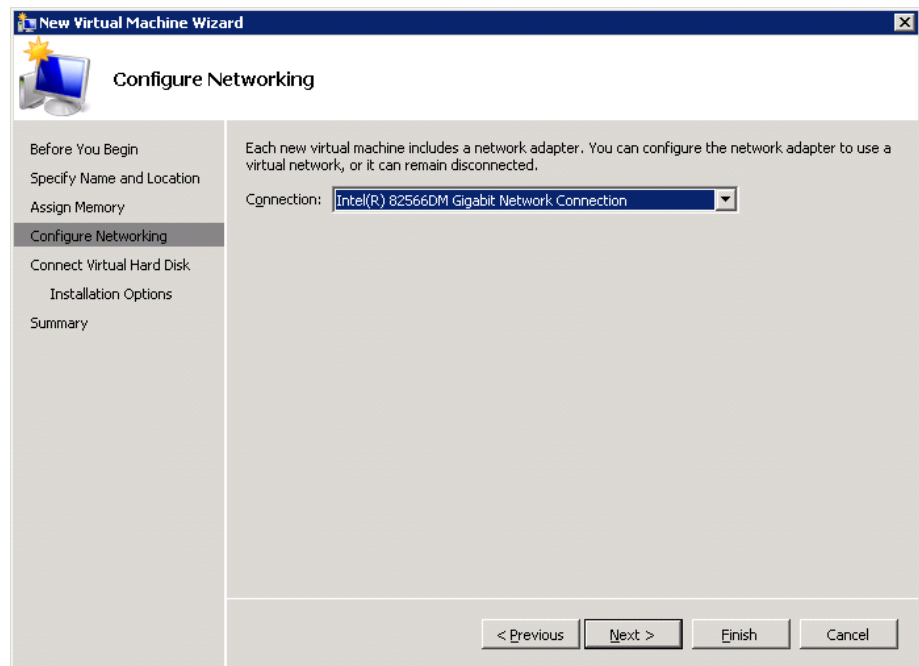 New Virtual Machine Wizard
Configure Networking
Before You Begin
Specify Name and Location
Assign Memory
Configure Networking
Connect Virtual Hard Disk
Installation Options
Summary
Each new virtual machine includes a network adapter. You can configure the network adapter to use a
virtual network, or it can remain disconnected.
Connection: Intel(R) 82566DM Gigabit Network Connection
< Previous Next > Finish Cancel